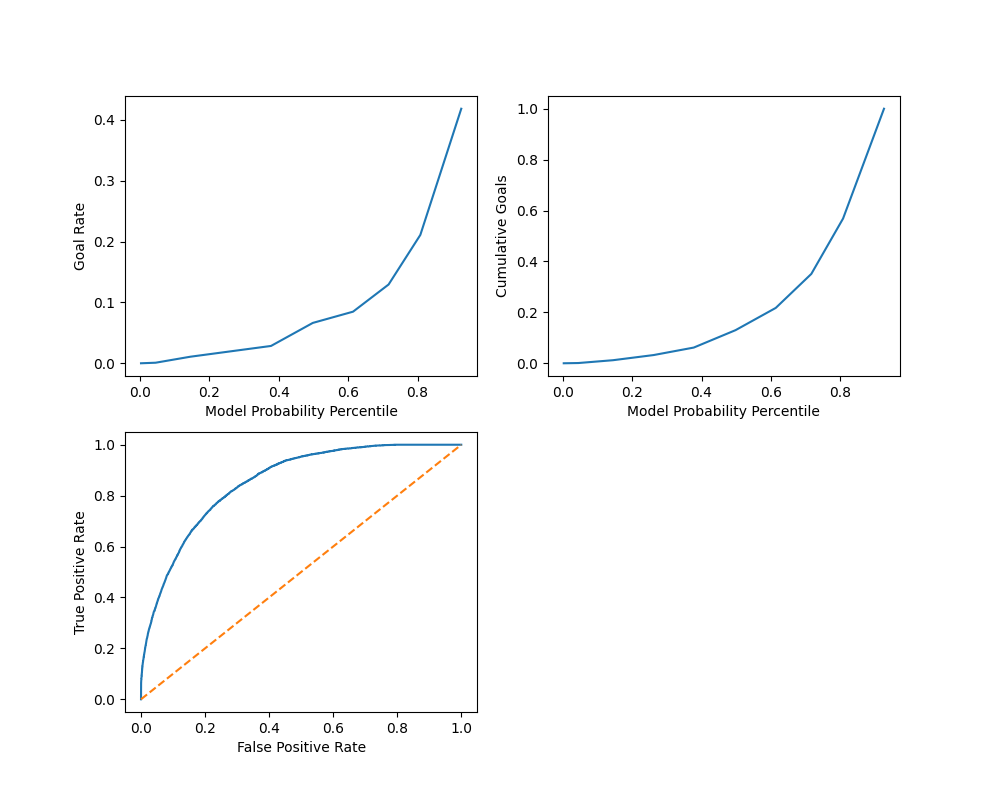 Goal Rate
0.4
0.3
0.2
0.1
0.0
0.0 0.2 0.4 0.6 0.8
Model Probability Percentile
Cumulative Goals
1.0
0.8
0.6
0.4
0.2
0.0
0.0 0.2 0.4 0.6 0.8
Model Probability Percentile
True Positive Rate
1.0
0.8
0.6
0.4
0.2
0.0
0.0 0.2 0.4 0.6 0.8 1.0
False Positive Rate